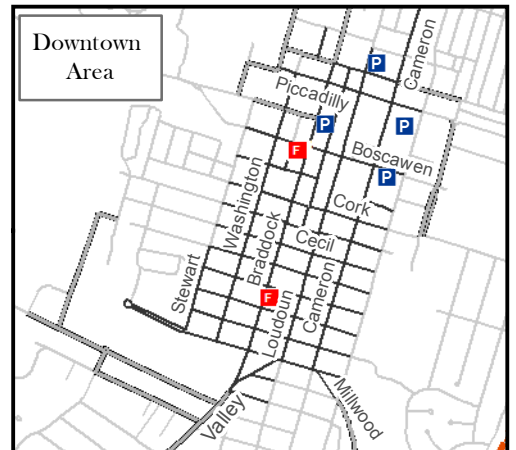 Downtown
Area
Cameron
P
Piccadilly
P
P
F
Boscawen
P
Washington
Cork
Braddock
Cecil
Stewart
Cameron
F
Loudoun
Valley
Millwood